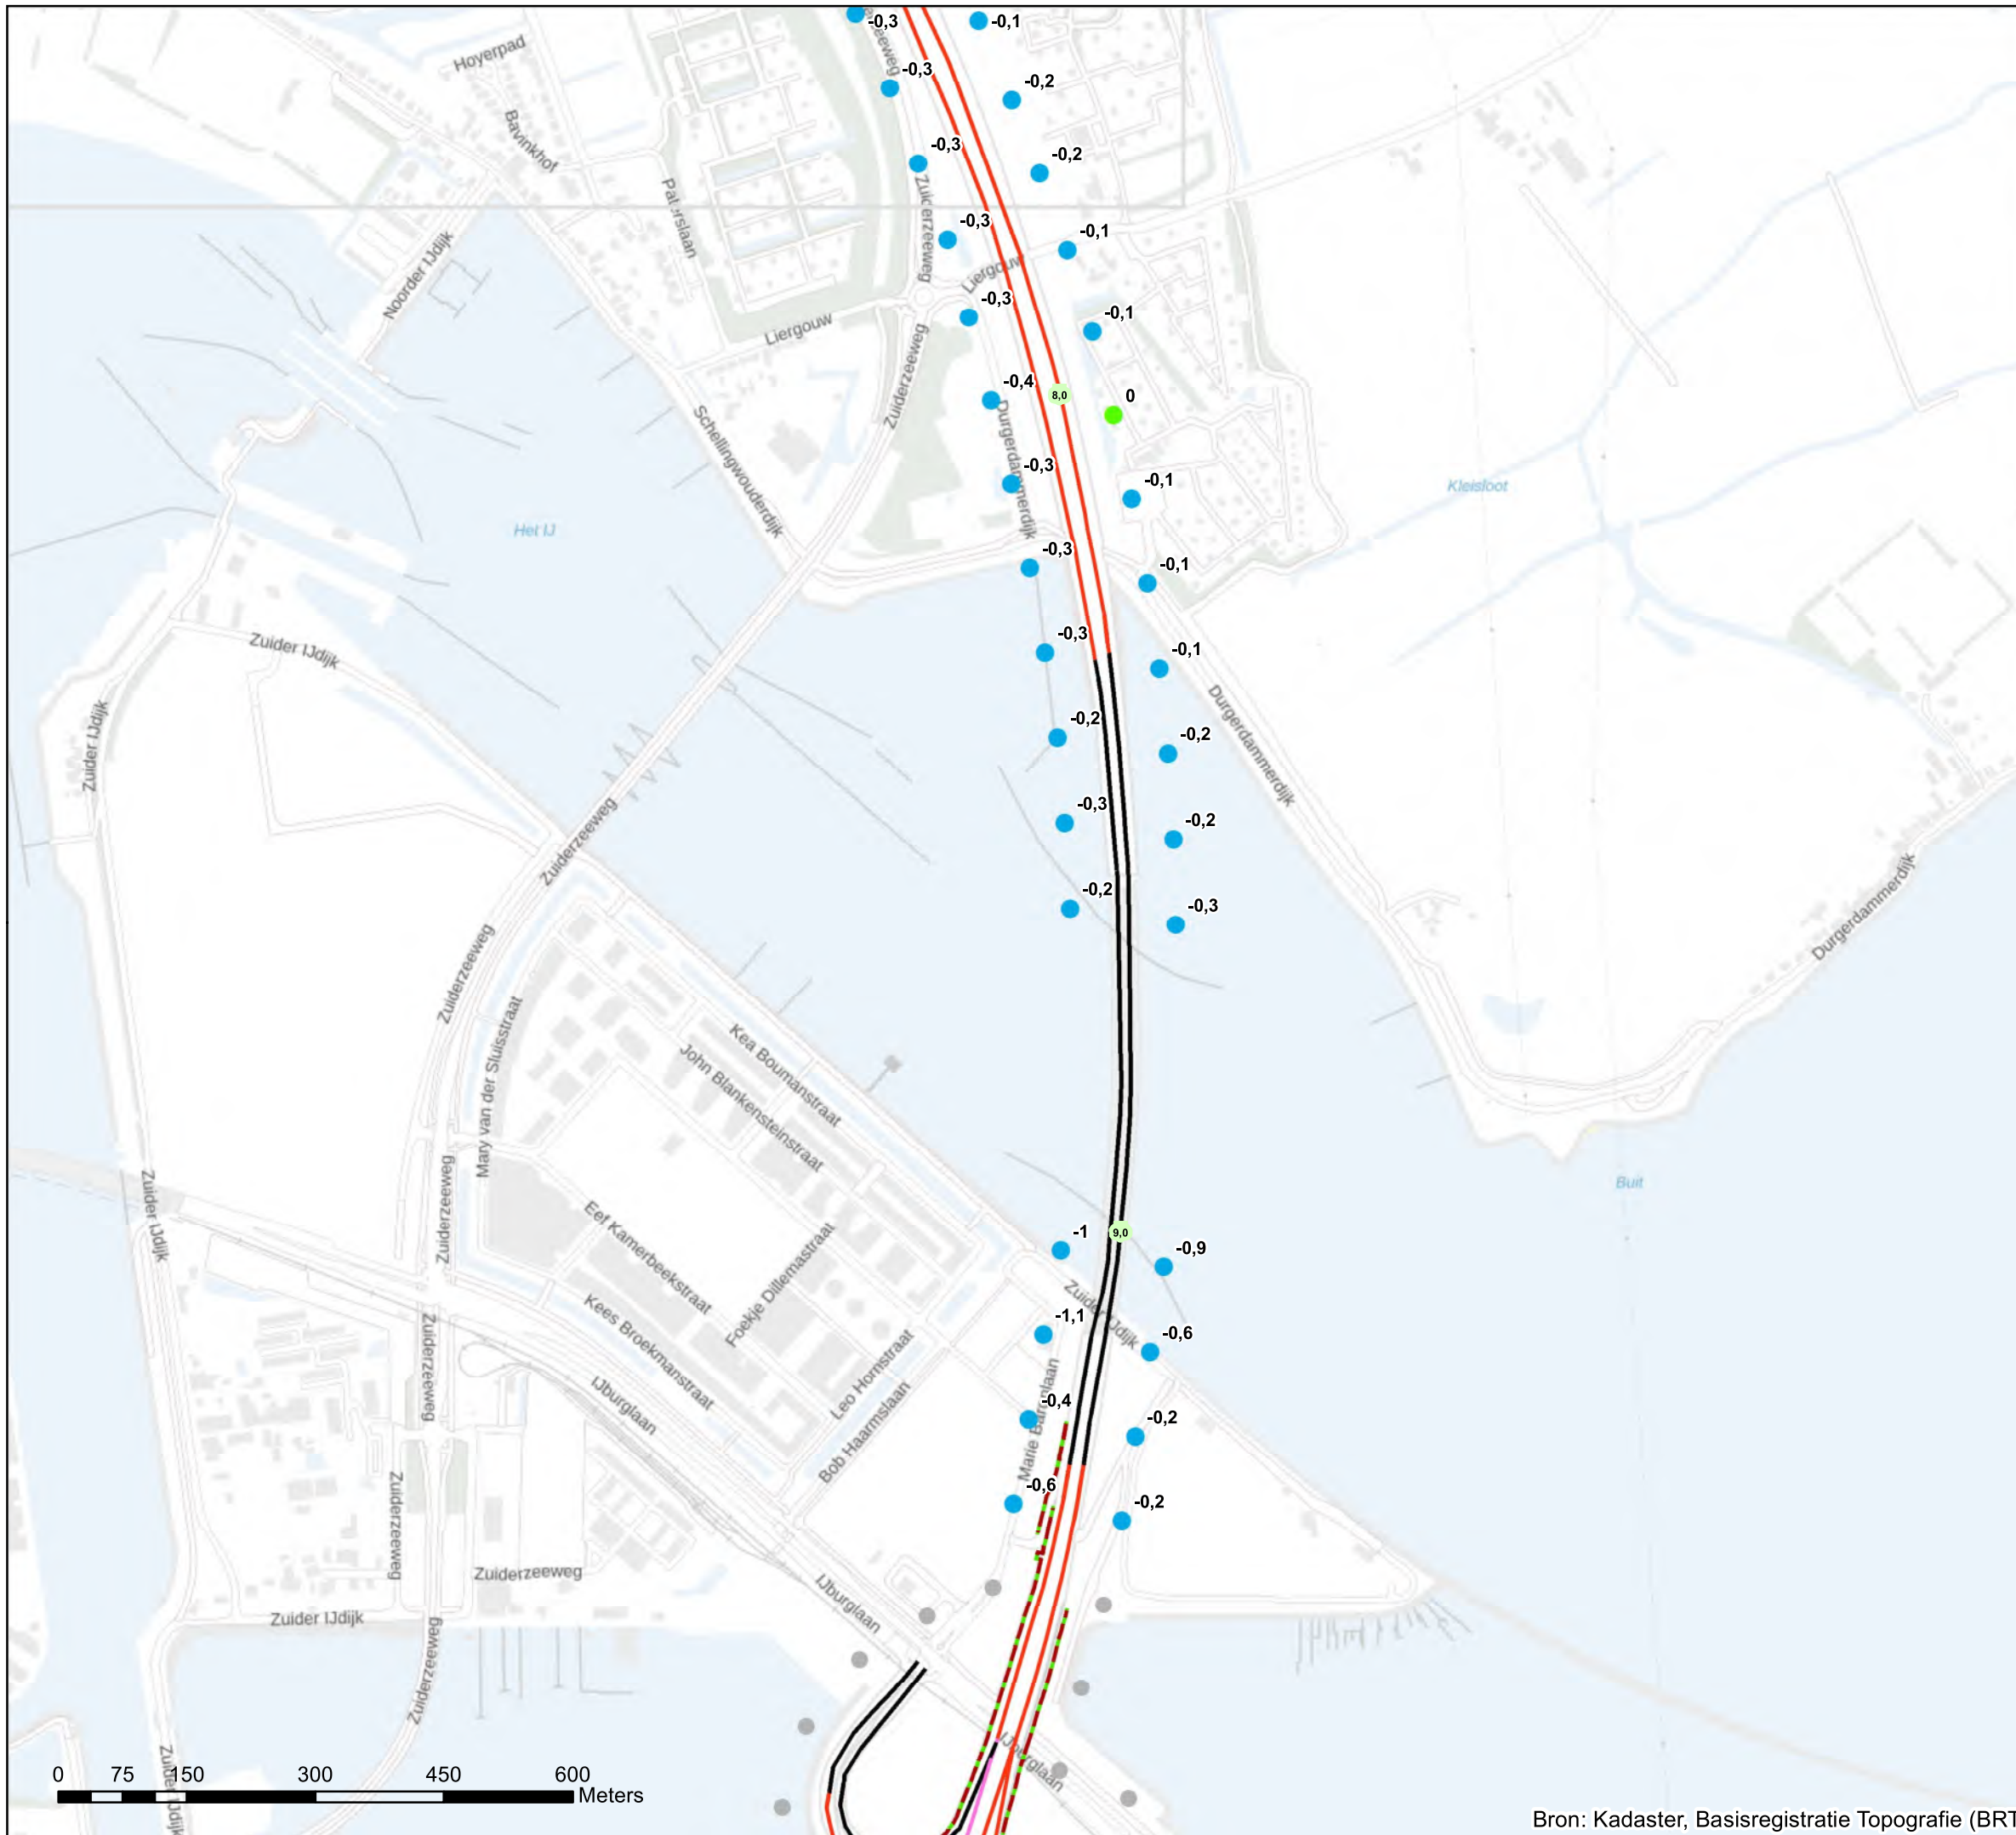 -0,3
-0,1
Hoyerpad
-0,3
-0,2
Bavinkhof
-0,3
-0,2
Zuiderzeeweg
Paterslaan
-0,3
-0,1
Noorder IJdijk
Liergouw
-0,3
-0,1
Liergouw
Zuiderzeeweg
-0,4
8,0
0
Schellingwouderdijk
Durgerdammerdijk
-0,3
-0,1
Kleisloot
Het IJ
-0,3
-0,1
Zuider IJdijk
-0,3
-0,1
Zuider IJdijk
-0,2
-0,2
Durgerdammerdijk
Zuiderzeeweg
-0,3
-0,2
-0,2
-0,3
Durgerdammerdijk
Zuiderzeeweg
Mary van der Sluisstraat
Kea Boumanstraat
John Blankensteinstraat
Zuiderzeeweg
Zuider IJdijk
Buit
Eef Kamerbeekstraat
Foekje Dillemastraat
-1
9,0
-0,9
Zuider IJdijk
Kees Broekmanstraat
Zuiderzeeweg
-1,1
-0,6
Leo Hornstraat
IJburglaan
Bob Haarmslaan
Marie Baronlaan
-0,4
-0,2
-0,6
-0,2
Zuiderzeeweg
Zuiderzeeweg
IJburglaan
Zuider IJdijk
Zuiderzeeweg
IJburglaan
Zuider IJdijk
0 75 150 300 450 600
Meters
Bron: Kadaster, Basisregistratie Topografie (BRT